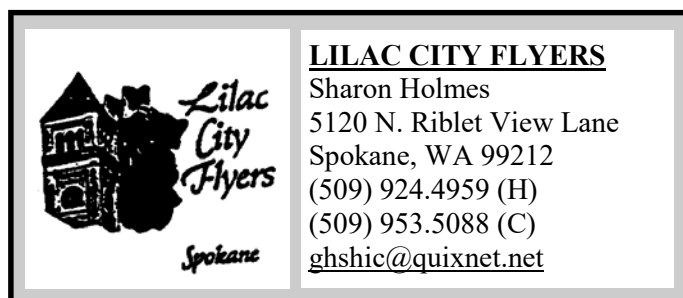 Lilac
City
Flyers
Spokane
LILAC CITY FLYERS
Sharon Holmes
5120 N. Riblet View Lane
Spokane, WA 99212
(509) 924.4959 (H)
(509) 953.5088 (C)
ghshic@quixnet.net